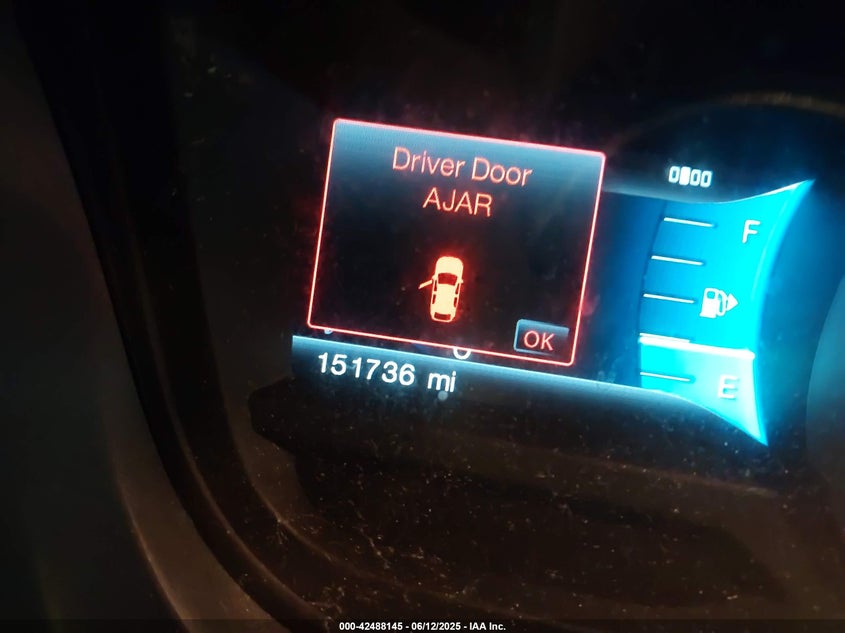 Driver Door
AJAR
OK
F
E
151736 mi
000-42488145 - 06/12/2025 - IAA Inc.